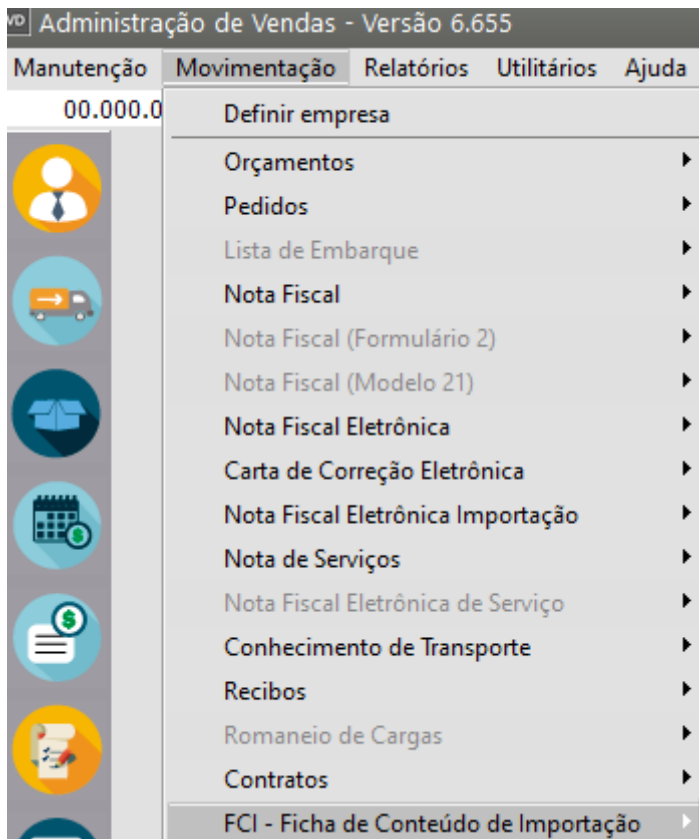 VD Administração de Vendas - Versão 6.655
Manutenção Movimentação Relatórios Utilitários Ajuda
00.000.0
Definir empresa
Orçamentos
Pedidos
Lista de Embarque
Nota Fiscal
Nota Fiscal (Formulário 2)
Nota Fiscal (Modelo 21)
Nota Fiscal Eletrônica
Carta de Correção Eletrônica
Nota Fiscal Eletrônica Importação
Nota de Serviços
Nota Fiscal Eletrônica de Serviço
Conhecimento de Transporte
Recibos
Romaneio de Cargas
Contratos
FCI - Ficha de Conteúdo de Importação